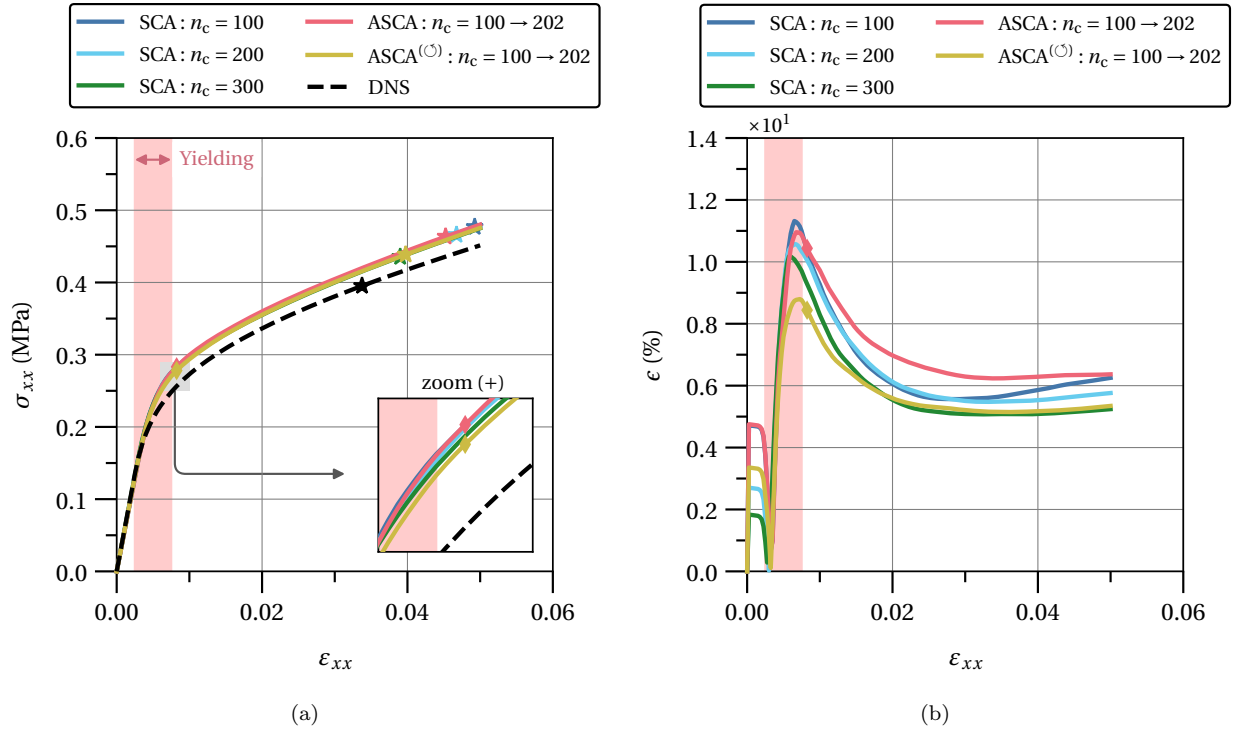 SCA : n_c = 100
SCA : n_c = 200
SCA : n_c = 300
ASCA : n_c = 100 → 202
ASCA^(↺) : n_c = 100 → 202
DNS
0.6
0.5
0.4
0.3
0.2
0.1
0.0
σ_xx (MPa)
Yielding
zoom (+)
0.00
0.02
0.04
0.06
ε_xx
(a)
SCA : n_c = 100
SCA : n_c = 200
SCA : n_c = 300
ASCA : n_c = 100 → 202
ASCA^(↺) : n_c = 100 → 202
×10¹
1.4
1.2
1.0
0.8
0.6
0.4
0.2
0.0
ϵ (%)
0.00
0.02
0.04
0.06
ε_xx
(b)